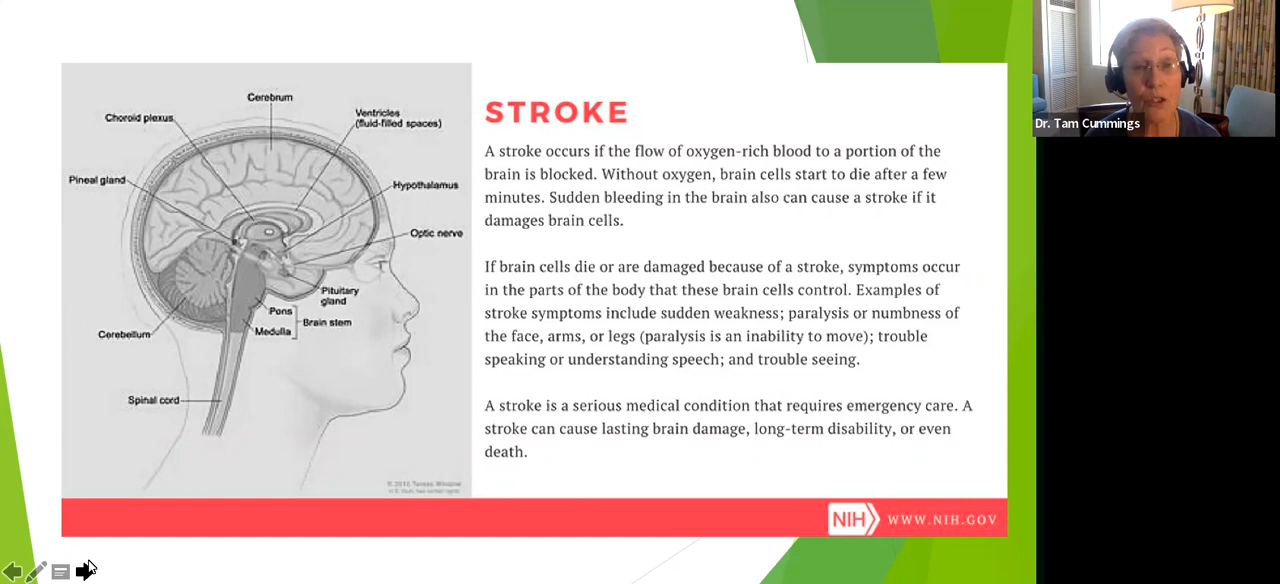 Cerebrum
Choroid plexus
Ventricles
(fluid-filled spaces)
Pineal gland
Hypothalamus
Optic nerve
Pituitary
gland
Pons
Brain stem
Medulla
Cerebellum
Spinal cord
STROKE
A stroke occurs if the flow of oxygen-rich blood to a portion of the
brain is blocked. Without oxygen, brain cells start to die after a few
minutes. Sudden bleeding in the brain also can cause a stroke if it
damages brain cells.
If brain cells die or are damaged because of a stroke, symptoms occur
in the parts of the body that these brain cells control. Examples of
stroke symptoms include sudden weakness; paralysis or numbness of
the face, arms, or legs (paralysis is an inability to move); trouble
speaking or understanding speech; and trouble seeing.
A stroke is a serious medical condition that requires emergency care. A
stroke can cause lasting brain damage, long-term disability, or even
death.
NIH WWW.NIH.GOV
Dr. Tam Cummings